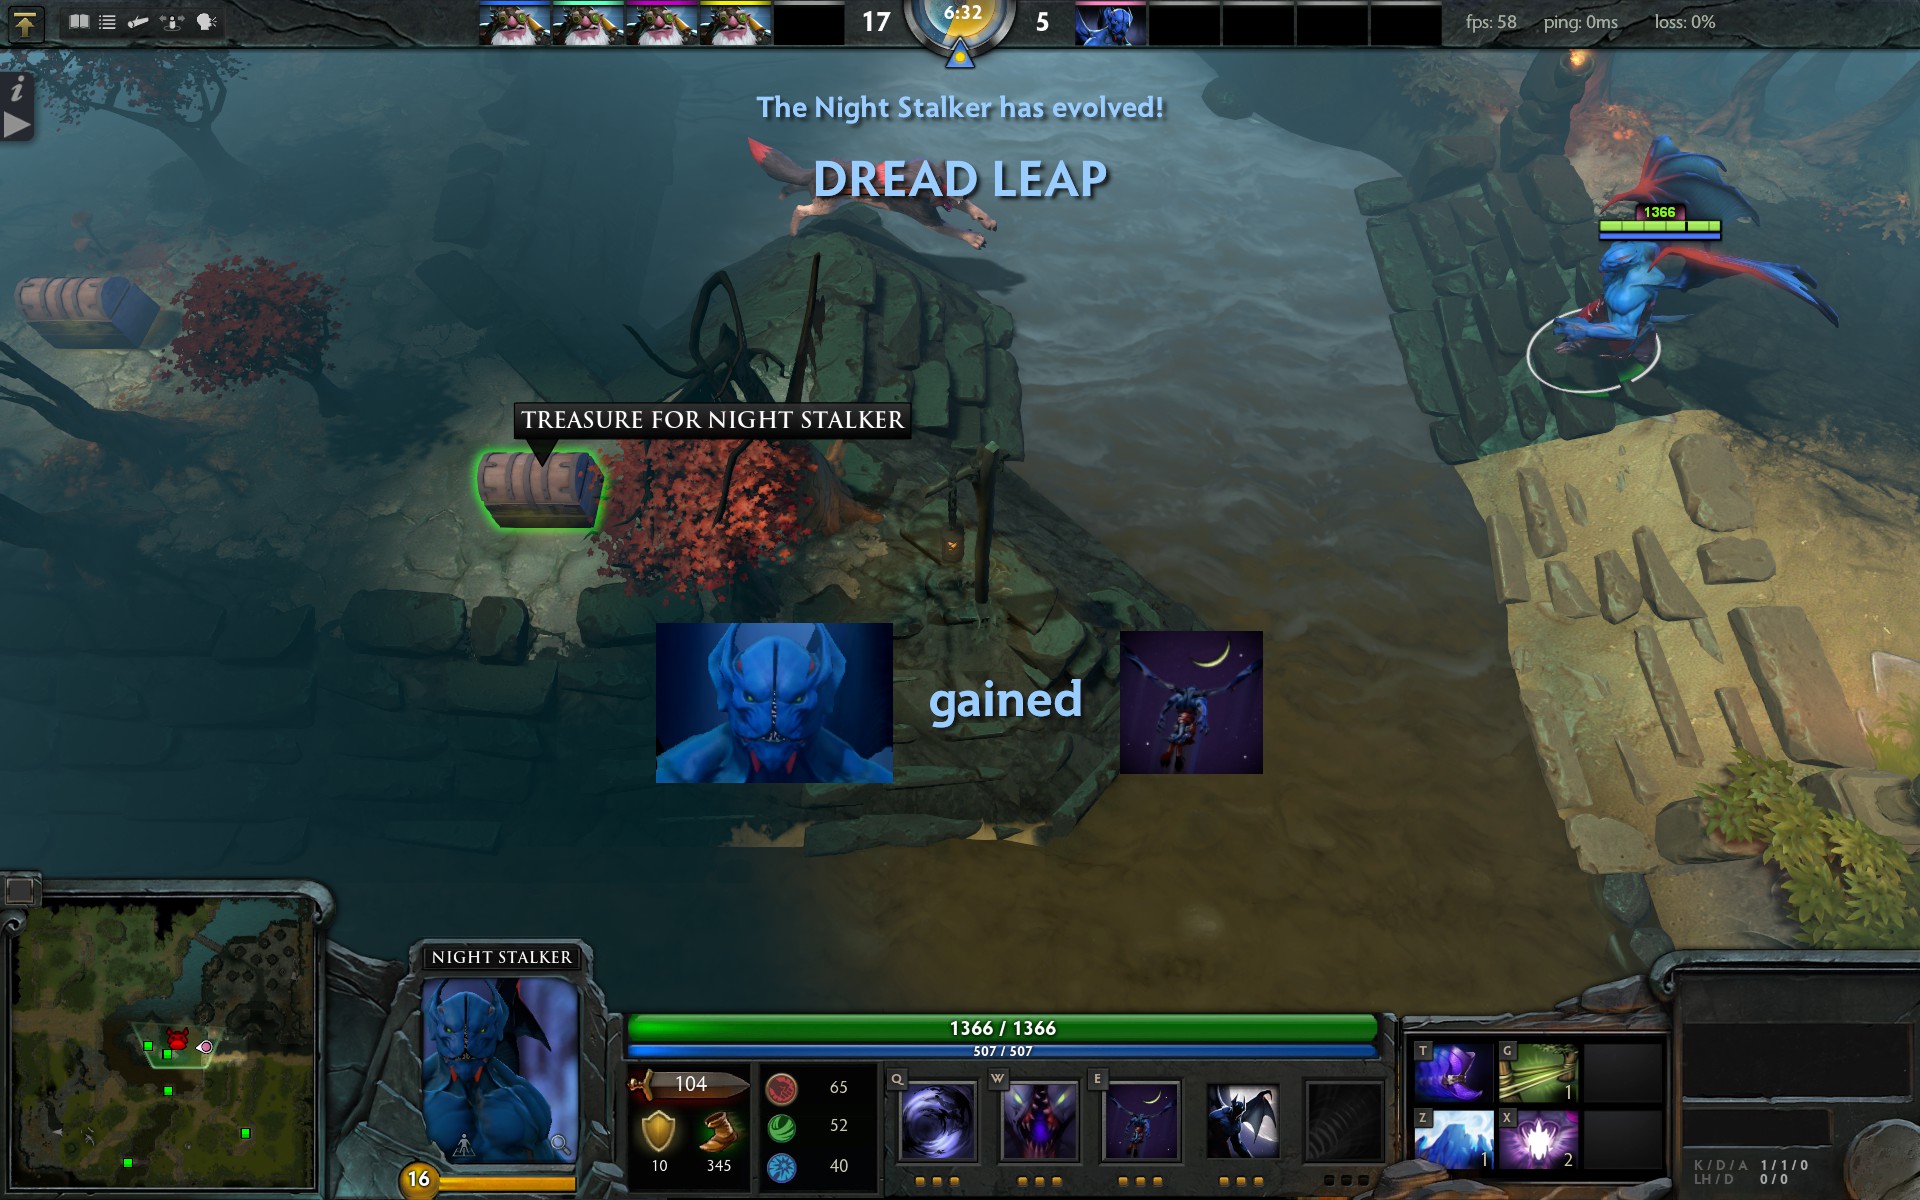 17
6:32
5
fps: 58
ping: 0ms
loss: 0%
i
The Night Stalker has evolved!
DREAD LEAP
1366
TREASURE FOR NIGHT STALKER
gained
NIGHT STALKER
16
1366 / 1366
507 / 507
104
10
345
65
52
40
Q
W
E
T
G
1
Z
1
X
2
K / D / A 1 / 1 / 0
LH / D 0 / 0